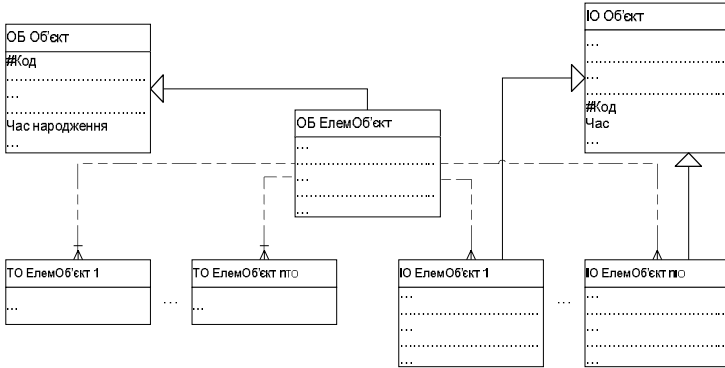 ІО Об'єкт
ОБ Об'єкт
...
#Код
...
...
#Код
Час народження
Час
...
...
ОБ ЕлемОб'єкт
...
...
...
ТО ЕлемОб'єкт 1
ТО ЕлемОб'єкт nТО
ІО ЕлемОб'єкт 1
ІО ЕлемОб'єкт nІО
...
...
...
...
...
...
...
...
...
...